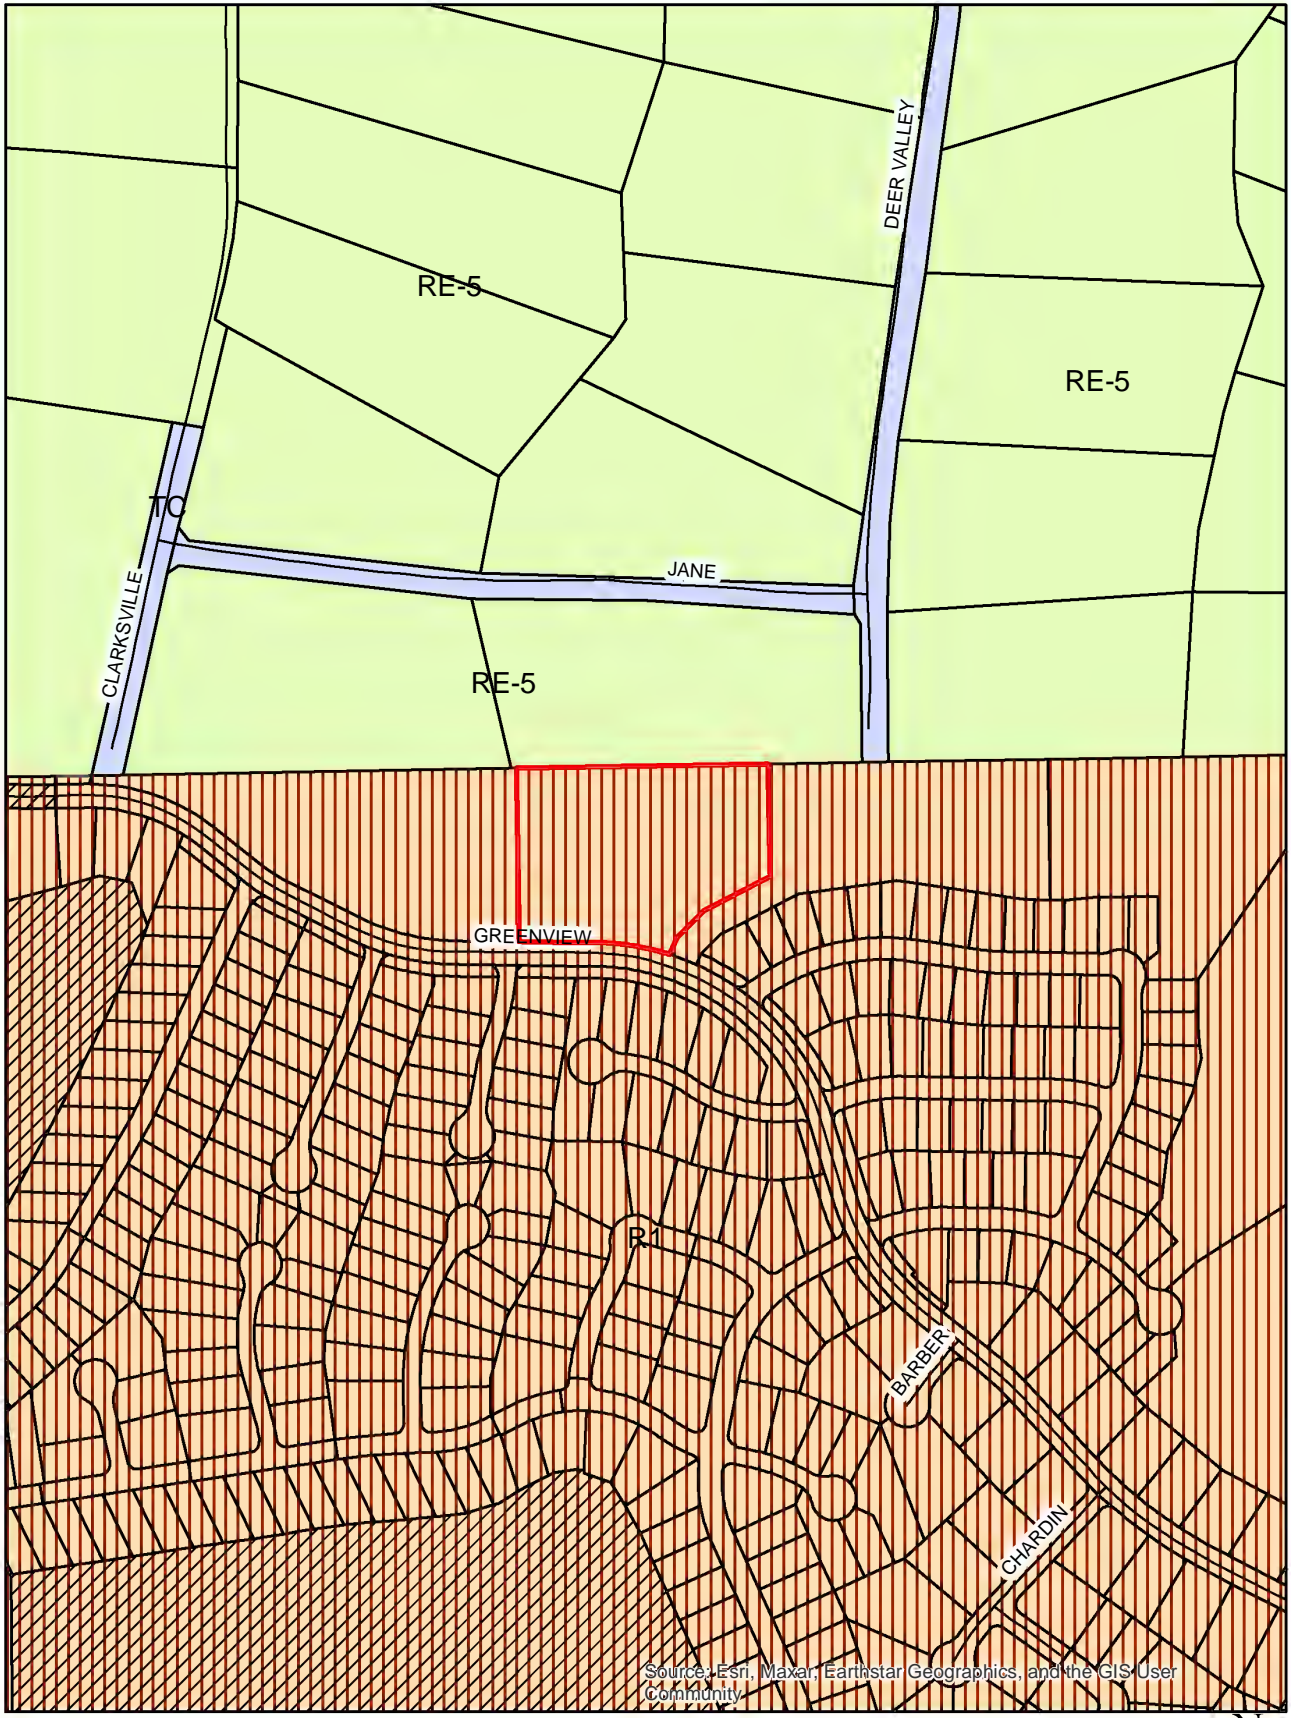 DEER VALLEY
RE-5
RE-5
TC
JANE
CLARKSVILLE
RE-5
GREENVIEW
R1
BARBER
CHARDIN
Source: Esri, Maxar, Earthstar Geographics, and the GIS User
Community